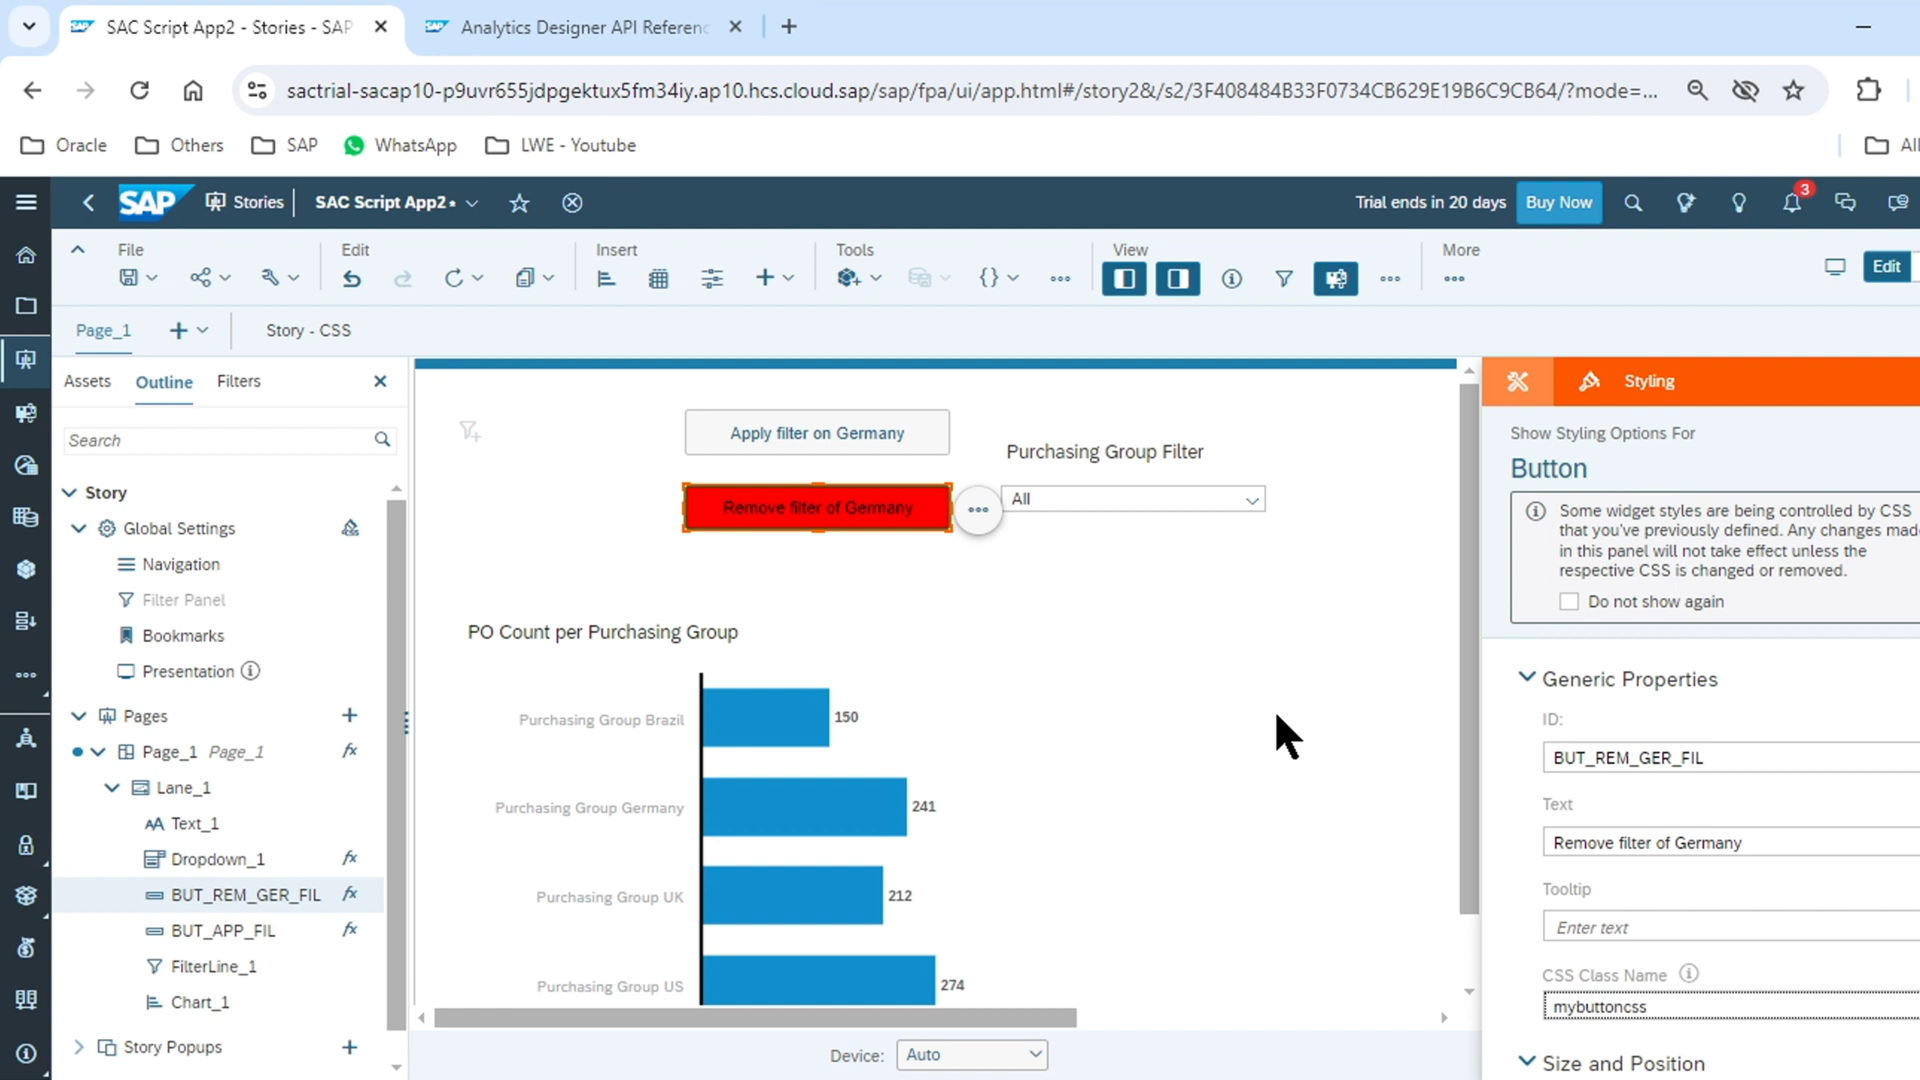 SAC Script App2 - Stories - SAP
Analytics Designer API Referenc
sactrial-sacap10-p9uvr655jdpgektux5fm34iy.ap10.hcs.cloud.sap/sap/fpa/ui/app.html#/story2&/s2/3F408484B33F0734CB629E19B6C9CB64/?mode=...
Oracle
Others
SAP
WhatsApp
LWE - Youtube
All
SAP
Stories
SAC Script App2
Trial ends in 20 days
Buy Now
3
File
Edit
Insert
Tools
View
More
Edit
Page_1
Story - CSS
Assets
Outline
Filters
Search
Story
Global Settings
Navigation
Filter Panel
Bookmarks
Presentation
Pages
Page_1 Page_1
Lane_1
Text_1
Dropdown_1
BUT_REM_GER_FIL
BUT_APP_FIL
FilterLine_1
Chart_1
Story Popups
Apply filter on Germany
Remove filter of Germany
Purchasing Group Filter
All
PO Count per Purchasing Group
Purchasing Group Brazil 150
Purchasing Group Germany 241
Purchasing Group UK 212
Purchasing Group US 274
Device: Auto
Styling
Show Styling Options For
Button
Some widget styles are being controlled by CSS
that you've previously defined. Any changes made
in this panel will not take effect unless the
respective CSS is changed or removed.
Do not show again
Generic Properties
ID:
BUT_REM_GER_FIL
Text
Remove filter of Germany
Tooltip
Enter text
CSS Class Name
mybuttoncss
Size and Position